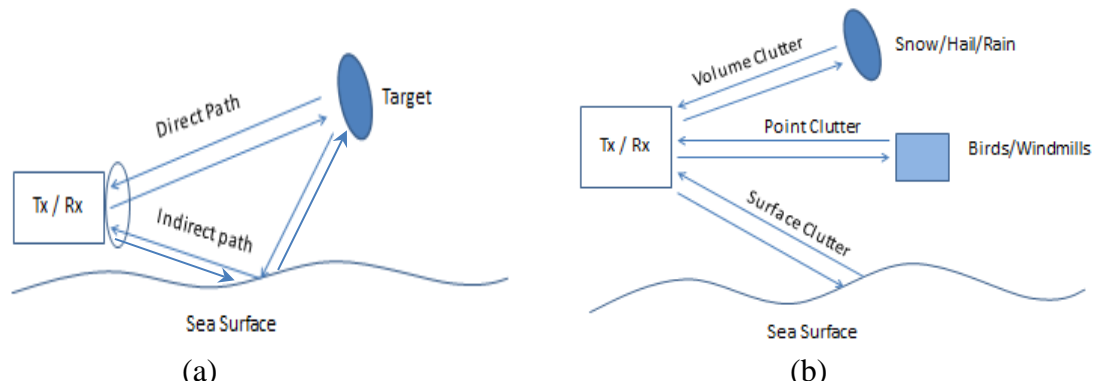 Direct Path
Target
Tx / Rx
Indirect path
Sea Surface
(a)
Snow/Hail/Rain
Volume Clutter
Tx / Rx
Point Clutter
Birds/Windmills
Surface Clutter
Sea Surface
(b)